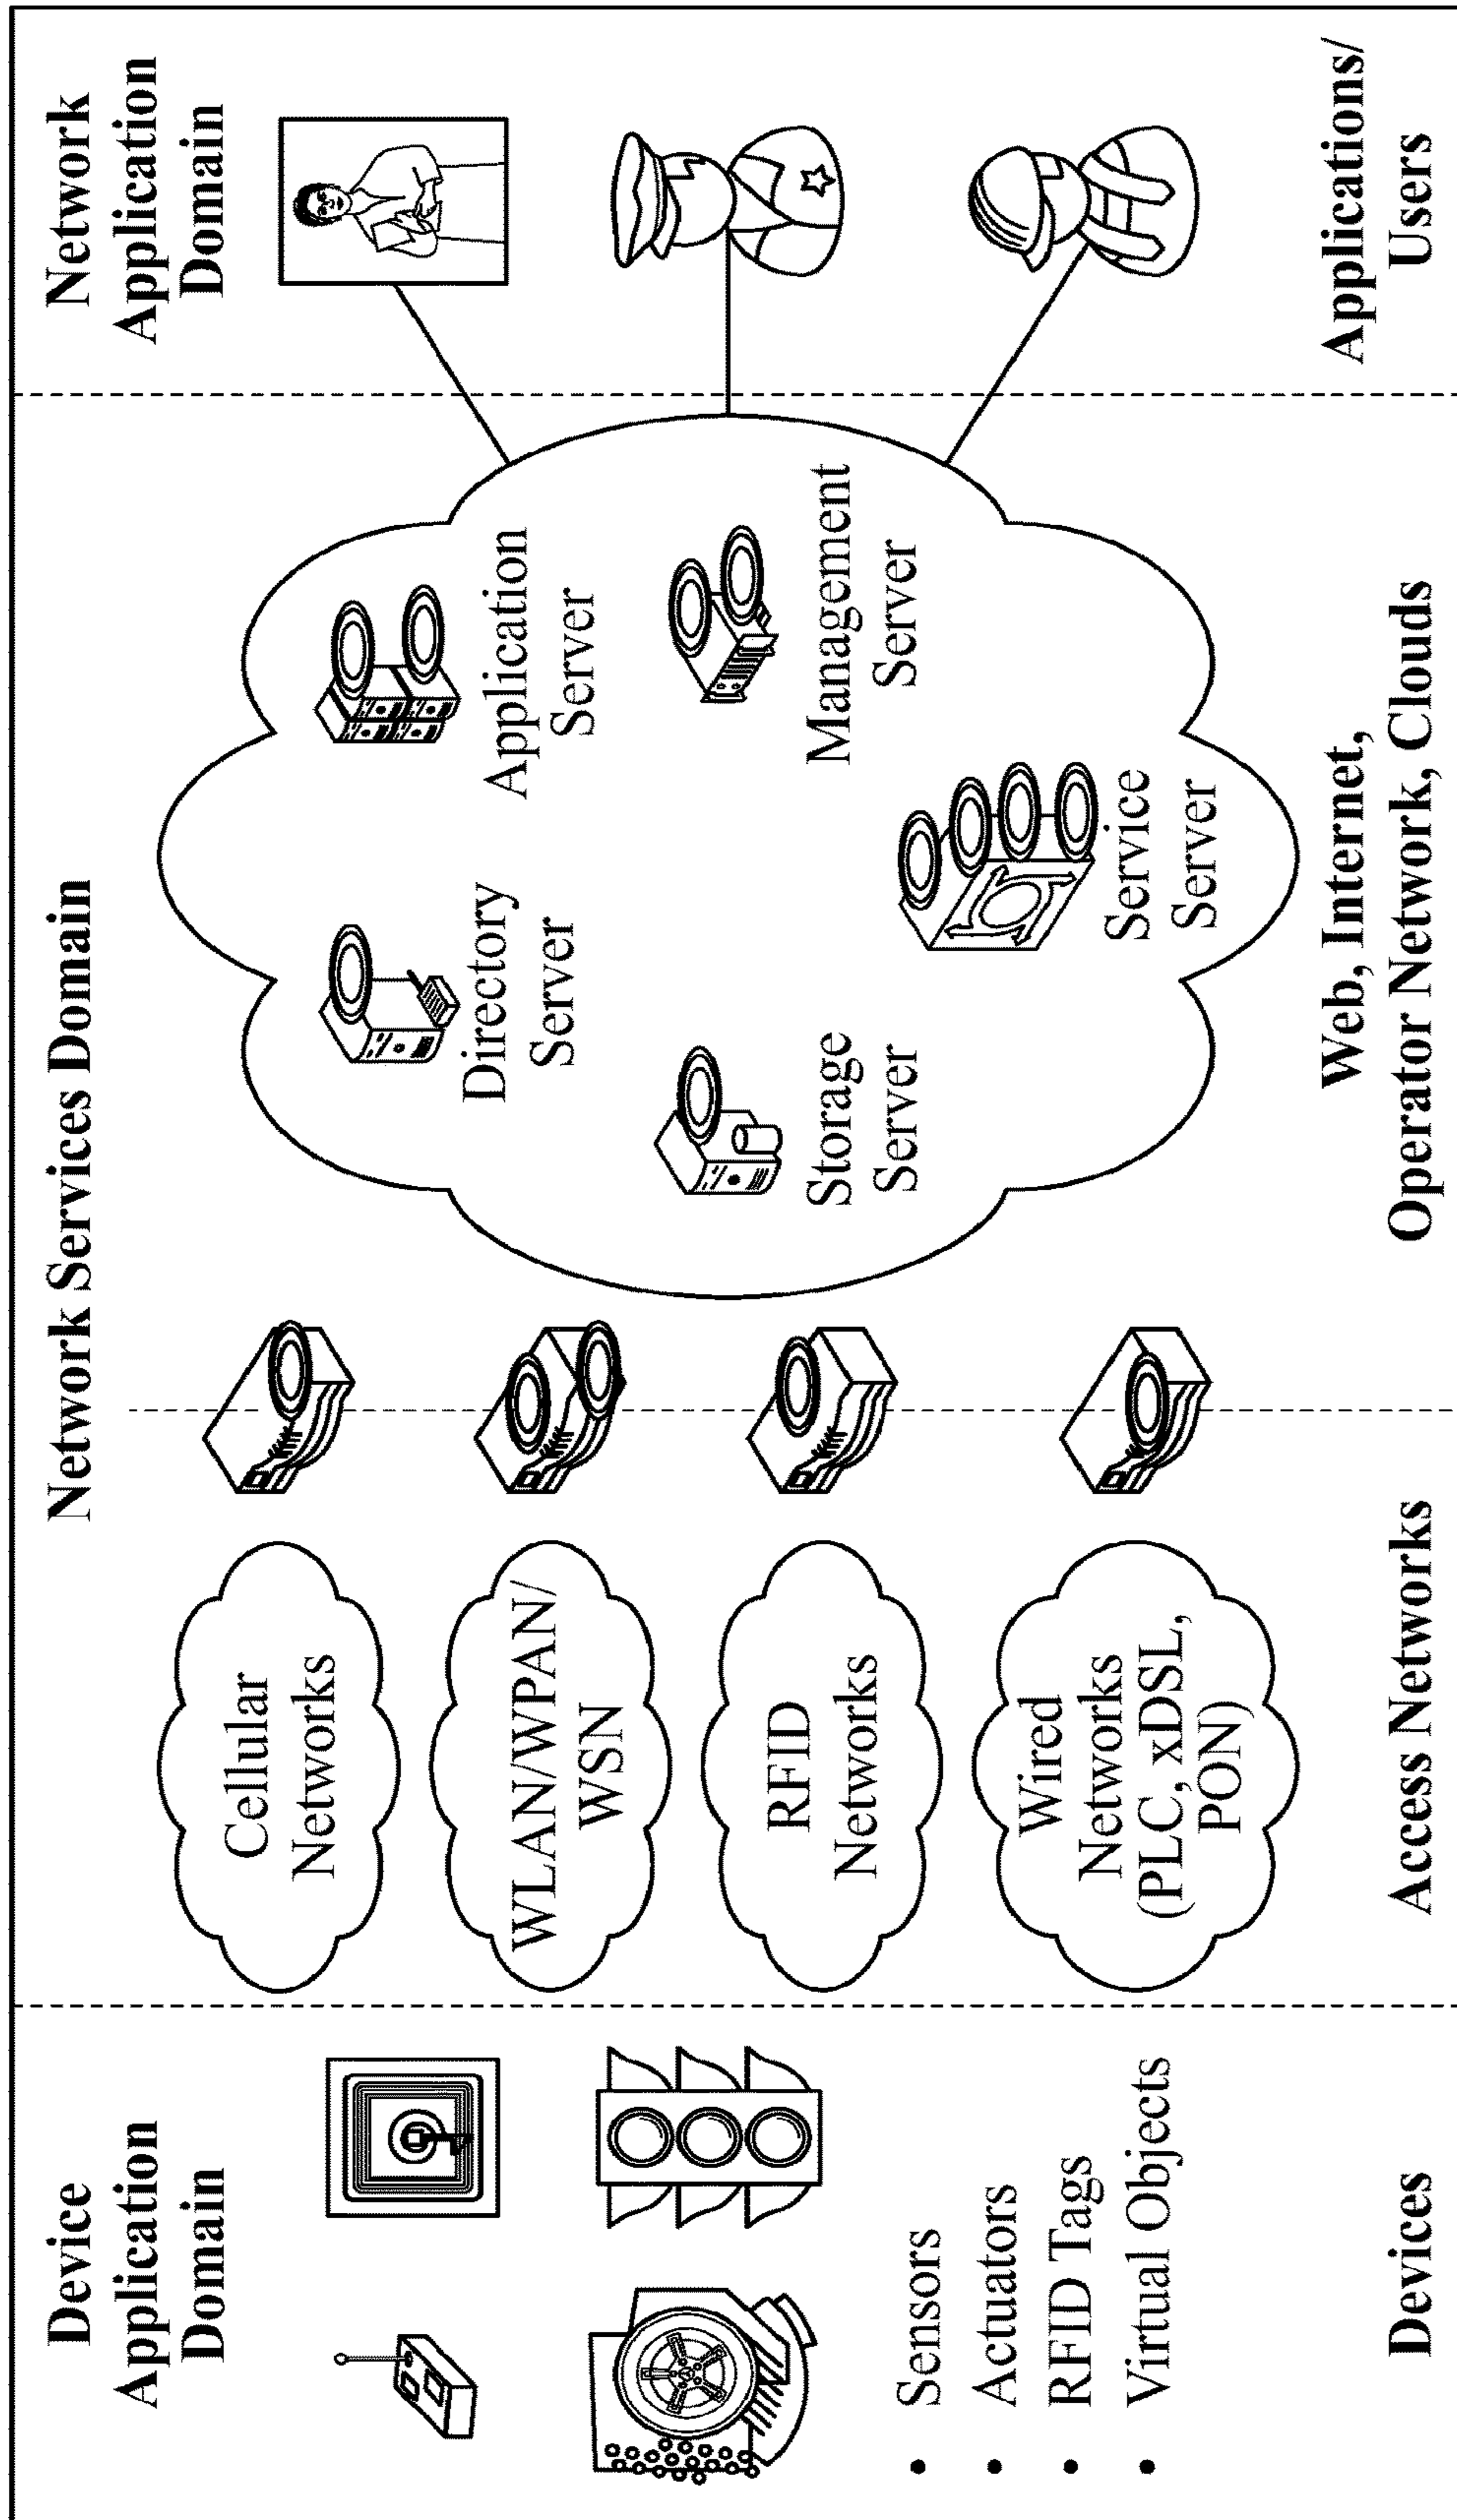 Device
Application
Domain
Network Services Domain
Network
Application
Domain
Cellular
Networks
WLAN/WPAN/
WSN
RFID
Networks
Wired
Networks
(PLC, xDSL,
PON)
Directory
Server
Application
Server
Storage
Server
Management
Server
Service
Server
• Sensors
• Actuators
• RFID Tags
• Virtual Objects
Devices
Access Networks
Web, Internet,
Operator Network, Clouds
Applications/
Users